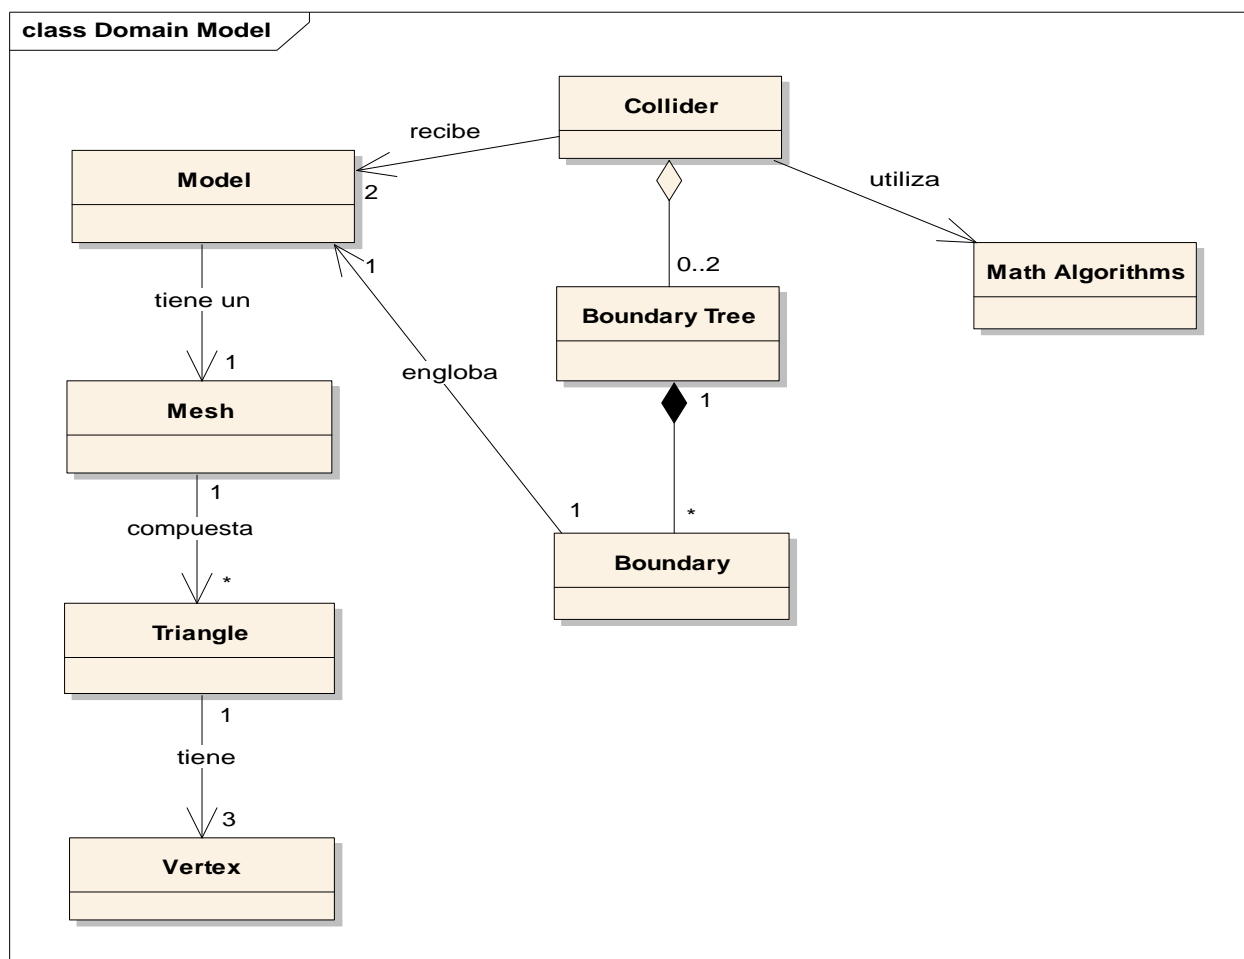 class Domain Model
Collider
recibe
Model
2
utiliza
1
0..2
Math Algorithms
tiene un
Boundary Tree
1
engloba
1
Mesh
1
1
*
compuesta
Boundary
*
Triangle
1
tiene
3
Vertex